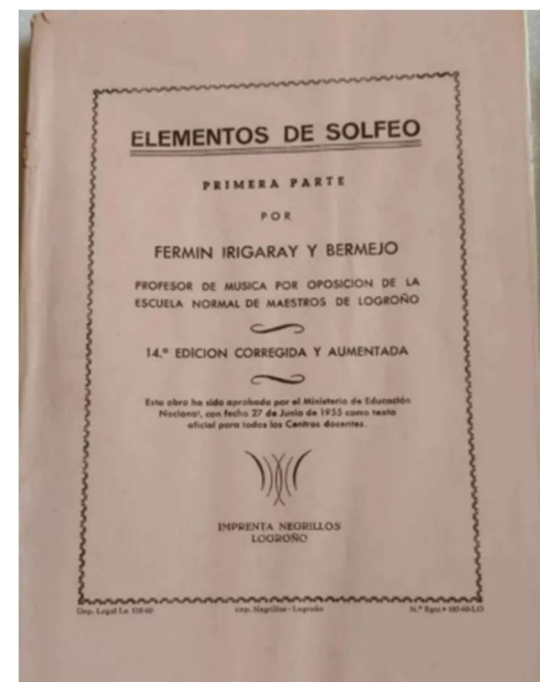 ELEMENTOS DE SOLFEO
PRIMERA PARTE
POR
FERMIN IRIGARAY Y BERMEJO
PROFESOR DE MUSICA POR OPOSICION DE LA
ESCUELA NORMAL DE MAESTROS DE LOGROÑO
14.ª EDICION CORREGIDA Y AUMENTADA
Esta obra ha sido aprobada por el Ministerio de Educación
Naciona', con fecha 27 de Junio de 1955 como texto
oficial para todos los Centros docentes.
IMPRENTA NEGRILLOS
LOGROÑO
Dep. Legal Lo
Imp. Negrillos - Logroño
N.º